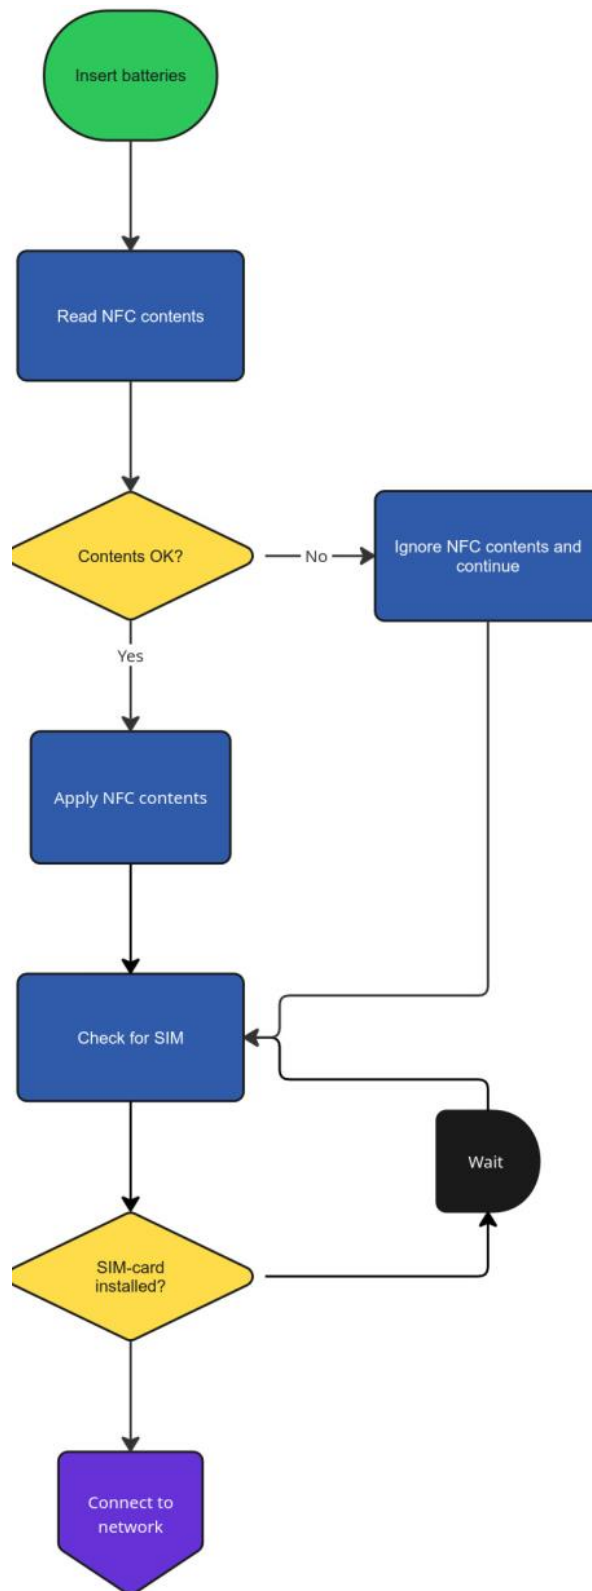 Insert batteries
Read NFC contents
Contents OK?
No
Ignore NFC contents and
continue
Yes
Apply NFC contents
Check for SIM
Wait
SIM-card
installed?
Connect to
network